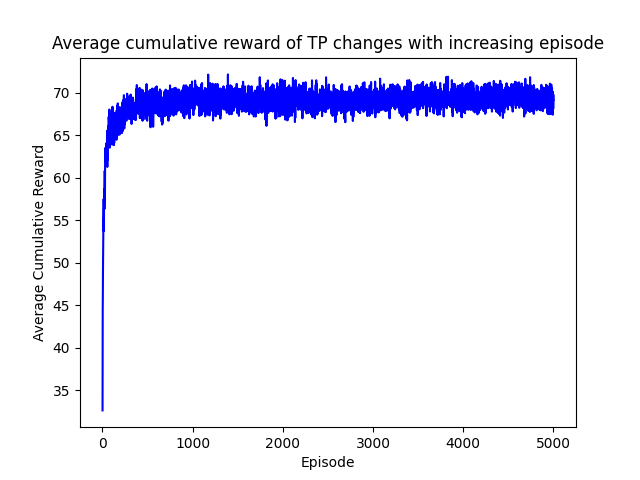 Average cumulative reward of TP changes with increasing episode
Average Cumulative Reward
70
65
60
55
50
45
40
35
0 1000 2000 3000 4000 5000
Episode